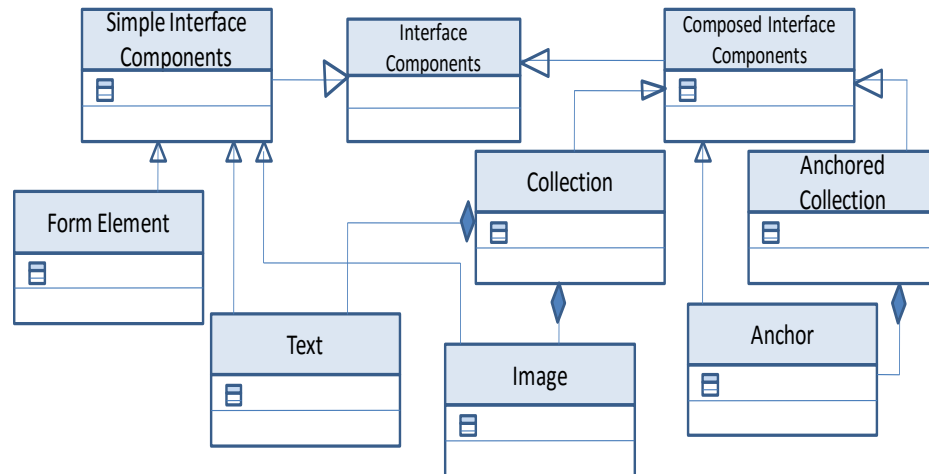 Simple Interface
Components
Interface
Components
Composed Interface
Components
Collection
Anchored
Collection
Form Element
Text
Image
Anchor